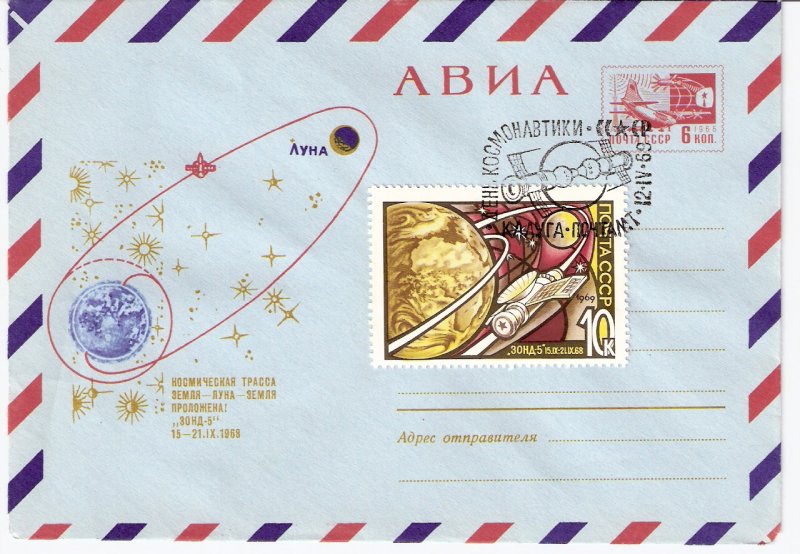 АВИА
1966
ПОЧТА СССР
6 КОП.
ДЕНЬ КОСМОНАВТИКИ · СССР
12·IV·69
КАЛУГА · ПОЧТАМТ ·
ЛУНА
ПОЧТА СССР
1969
10К
„ЗОНД-5" 15.IX-21.IX.68
КОСМИЧЕСКАЯ ТРАССА
ЗЕМЛЯ—ЛУНА—ЗЕМЛЯ
ПРОЛОЖЕНА!
„ЗОНД-5"
15—21.IX.1968
Адрес отправителя